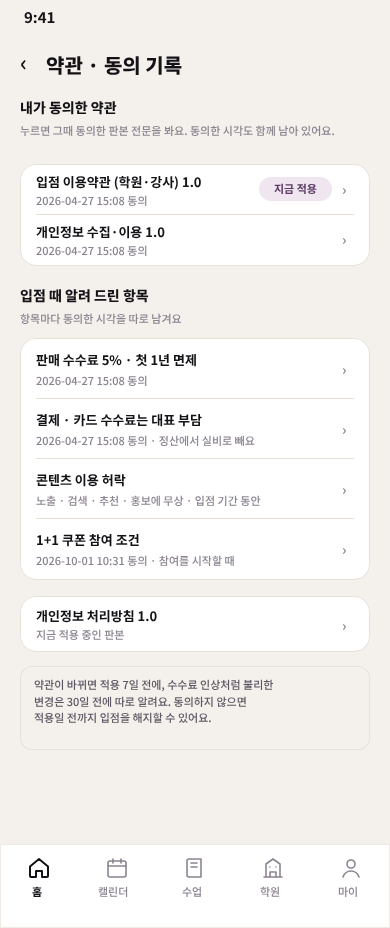 9:41
‹ 약관 · 동의 기록
내가 동의한 약관
누르면 그때 동의한 판본 전문을 봐요. 동의한 시각도 함께 남아 있어요.
입점 이용약관 (학원·강사) 1.0
지금 적용 ›
2026-04-27 15:08 동의
개인정보 수집·이용 1.0
›
2026-04-27 15:08 동의
입점 때 알려 드린 항목
항목마다 동의한 시각을 따로 남겨요
판매 수수료 5% · 첫 1년 면제
›
2026-04-27 15:08 동의
결제 · 카드 수수료는 대표 부담
›
2026-04-27 15:08 동의 · 정산에서 실비로 빼요
콘텐츠 이용 허락
›
노출 · 검색 · 추천 · 홍보에 무상 · 입점 기간 동안
1+1 쿠폰 참여 조건
›
2026-10-01 10:31 동의 · 참여를 시작할 때
개인정보 처리방침 1.0
›
지금 적용 중인 판본
약관이 바뀌면 적용 7일 전에, 수수료 인상처럼 불리한
변경은 30일 전에 따로 알려요. 동의하지 않으면
적용일 전까지 입점을 해지할 수 있어요.
홈 캘린더 수업 학원 마이